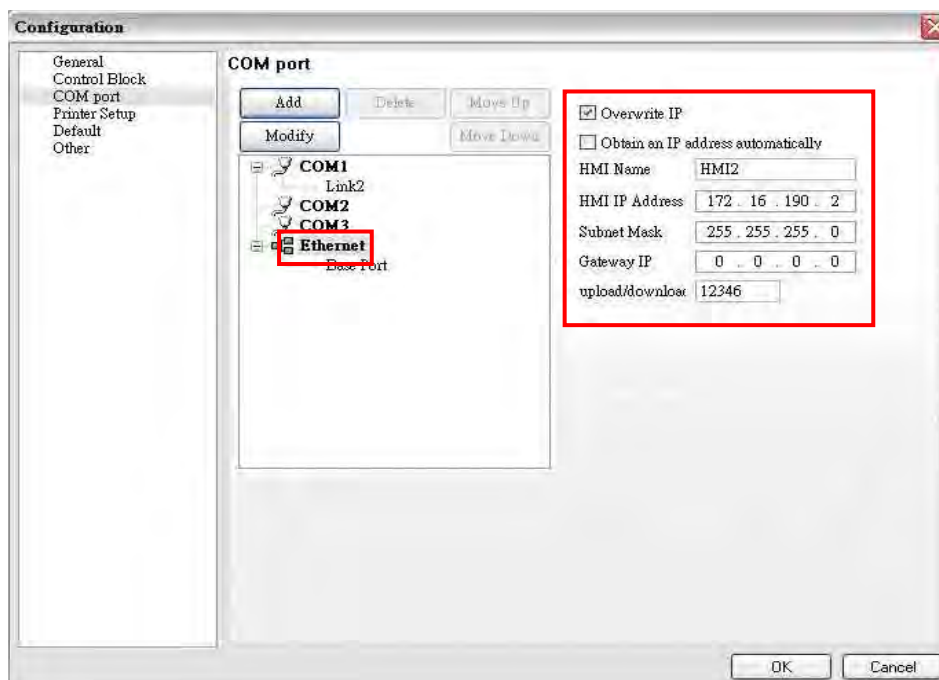 Configuration
General
Control Block
COM port
Printer Setup
Default
Other
COM port
Add
Delete
Move Up
Modify
Move Down
COM1
Link2
COM2
COM3
Ethernet
Base Port
Overwrite IP
Obtain an IP address automatically
HMI Name HMI2
HMI IP Address 172 . 16 . 190 . 2
Subnet Mask 255 . 255 . 255 . 0
Gateway IP 0 . 0 . 0 . 0
upload/downloa 12346
OK
Cancel